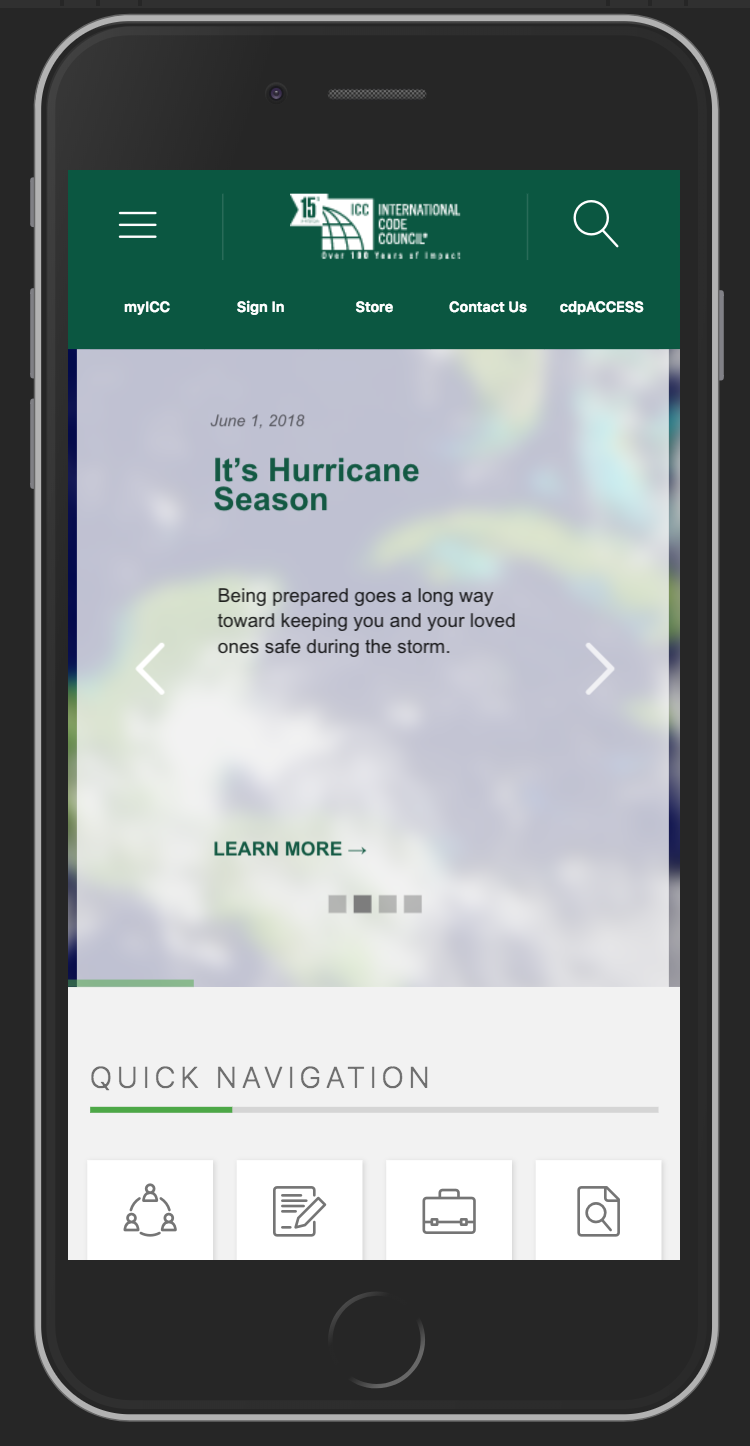 15
ICC
INTERNATIONAL
CODE
COUNCIL®
Over 100 Years of Impact
myICC Sign In Store Contact Us cdpACCESS
June 1, 2018
It’s Hurricane
Season
Being prepared goes a long way
toward keeping you and your loved
ones safe during the storm.
LEARN MORE →
QUICK NAVIGATION